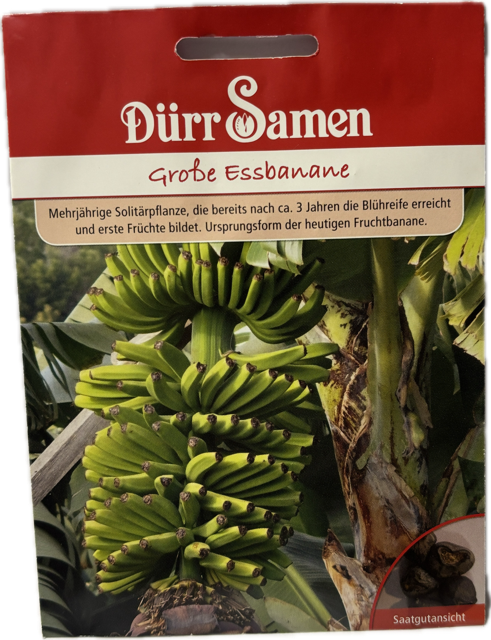 Dürr Samen
Große Essbanane
Mehrjährige Solitärpflanze, die bereits nach ca. 3 Jahren die Blühreife erreicht
und erste Früchte bildet. Ursprungsform der heutigen Fruchtbanane.
Saatgutansicht